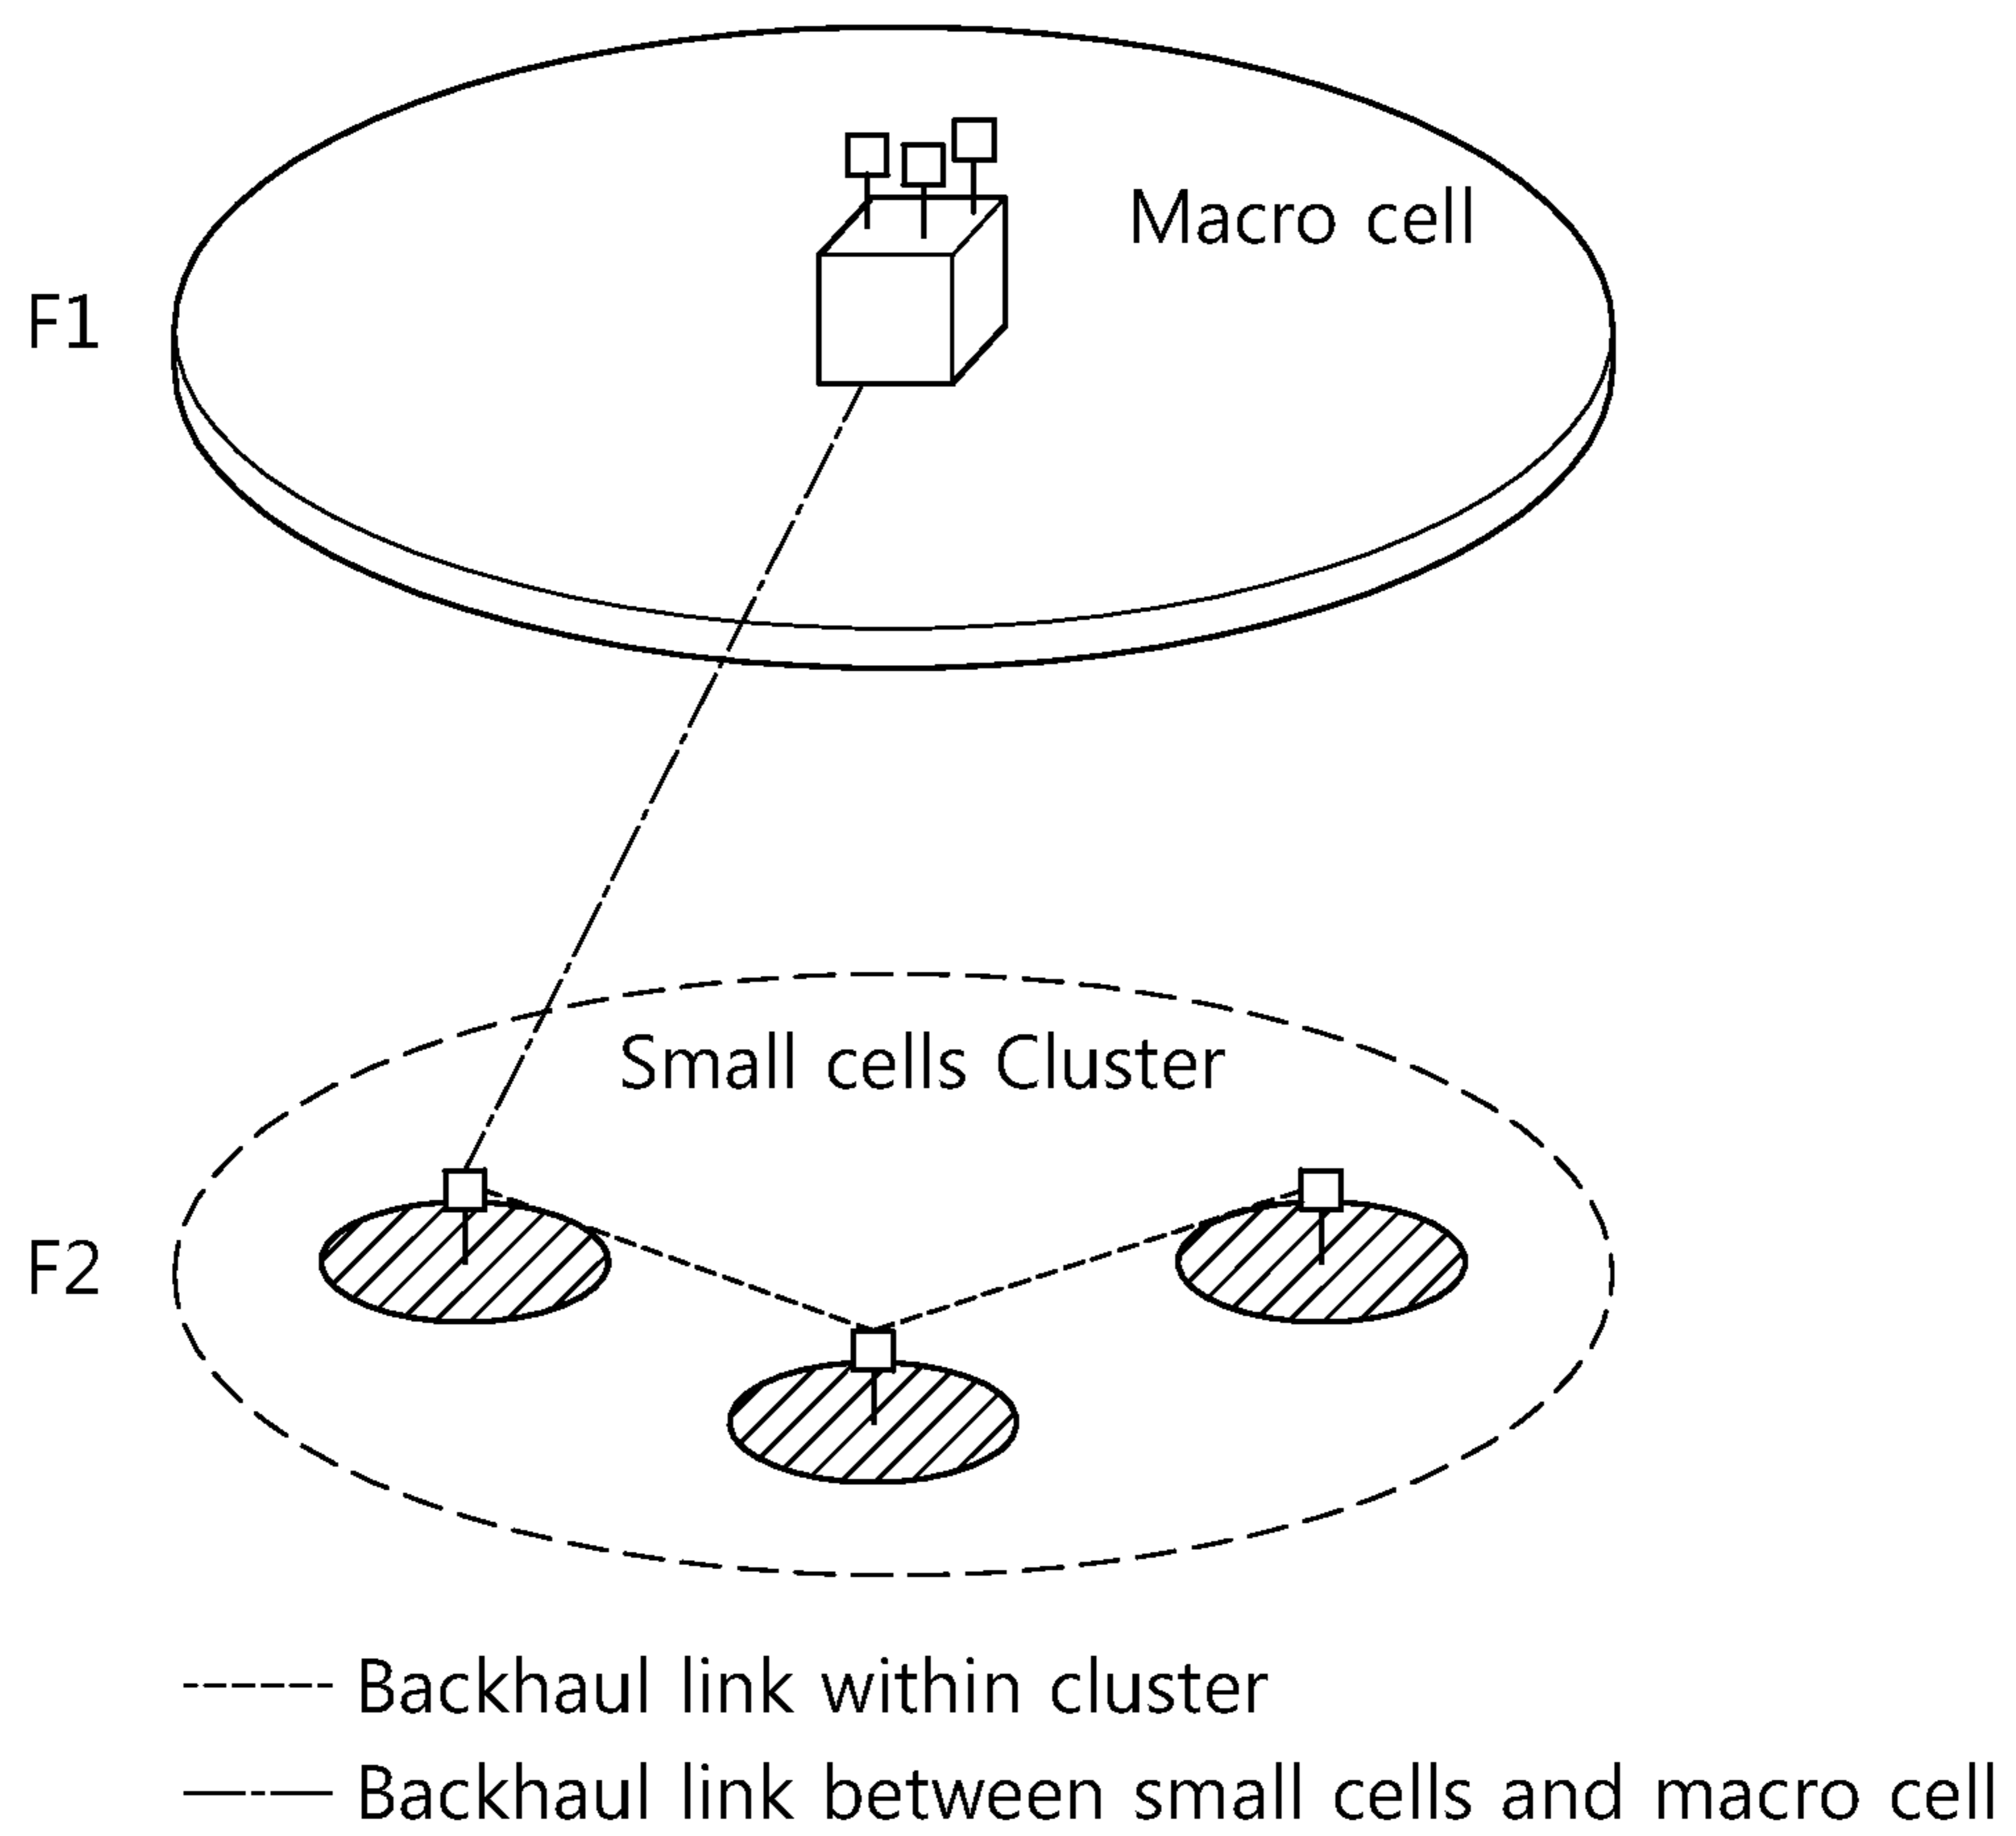 Macro cell
F1
Small cells Cluster
F2
Backhaul link within cluster
Backhaul link between small cells and macro cell